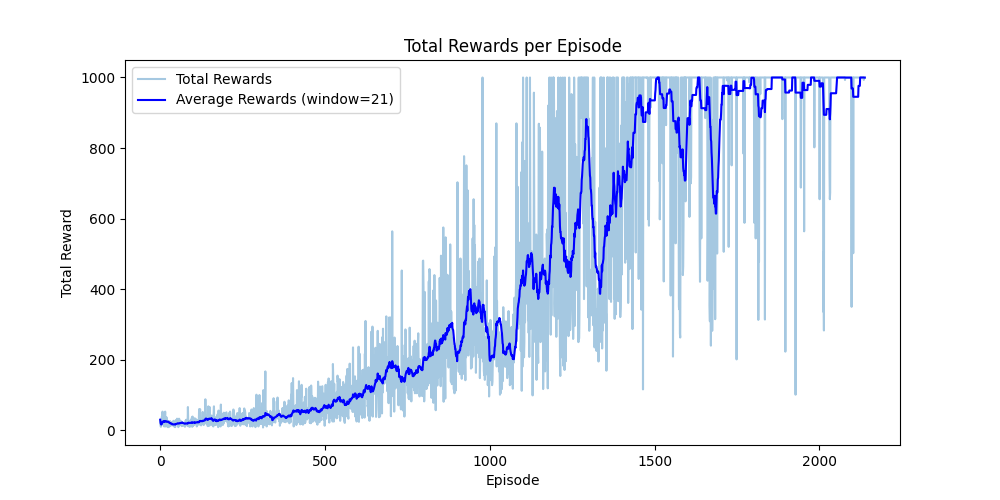 Total Rewards per Episode
Total Rewards
Average Rewards (window=21)
Total Reward
1000
800
600
400
200
0
0 500 1000 1500 2000
Episode